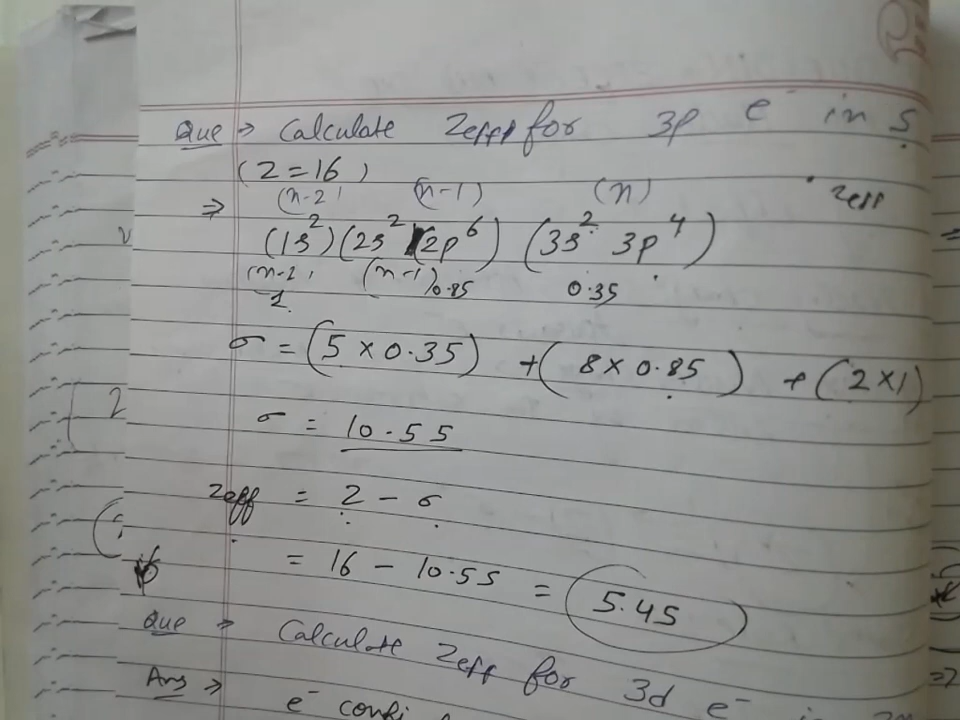 Que → Calculate Zeff for 3p e⁻ in S
(Z = 16)
(n-2) (n-1) (n) Zeff
⇒ (1s²)(2s² 2p⁶) (3s² 3p⁴)
(n-2) (n-1) 0.85 0.35
1
σ = (5 × 0.35) + (8 × 0.85) + (2 × 1)
σ = 10.55
Zeff = Z - σ
= 16 - 10.55 = 5.45
Que → Calculate Zeff for 3d e⁻ in
Ans → e⁻